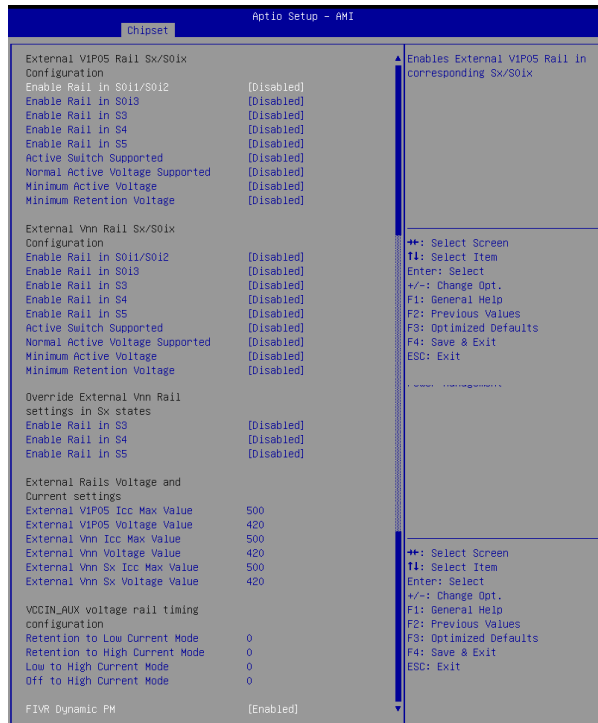 Aptio Setup - AMI
Chipset
External V1P05 Rail Sx/S0ix
Configuration
Enable Rail in S0i1/S0i2 [Disabled]
Enable Rail in S0i3 [Disabled]
Enable Rail in S3 [Disabled]
Enable Rail in S4 [Disabled]
Enable Rail in S5 [Disabled]
Active Switch Supported [Disabled]
Normal Active Voltage Supported [Disabled]
Minimum Active Voltage [Disabled]
Minimum Retention Voltage [Disabled]
External Vnn Rail Sx/S0ix
Configuration
Enable Rail in S0i1/S0i2 [Disabled]
Enable Rail in S0i3 [Disabled]
Enable Rail in S3 [Disabled]
Enable Rail in S4 [Disabled]
Enable Rail in S5 [Disabled]
Active Switch Supported [Disabled]
Normal Active Voltage Supported [Disabled]
Minimum Active Voltage [Disabled]
Minimum Retention Voltage [Disabled]
Override External Vnn Rail
settings in Sx states
Enable Rail in S3 [Disabled]
Enable Rail in S4 [Disabled]
Enable Rail in S5 [Disabled]
External Rails Voltage and
Current settings
External V1P05 Icc Max Value 500
External V1P05 Voltage Value 420
External Vnn Icc Max Value 500
External Vnn Voltage Value 420
External Vnn Sx Icc Max Value 500
External Vnn Sx Voltage Value 420
VCCIN_AUX voltage rail timing
configuration
Retention to Low Current Mode 0
Retention to High Current Mode 0
Low to High Current Mode 0
Off to High Current Mode 0
FIVR Dynamic PM [Enabled]
Enables External V1P05 Rail in
corresponding Sx/S0ix
→←: Select Screen
↑↓: Select Item
Enter: Select
+/-: Change Opt.
F1: General Help
F2: Previous Values
F3: Optimized Defaults
F4: Save & Exit
ESC: Exit
→←: Select Screen
↑↓: Select Item
Enter: Select
+/-: Change Opt.
F1: General Help
F2: Previous Values
F3: Optimized Defaults
F4: Save & Exit
ESC: Exit